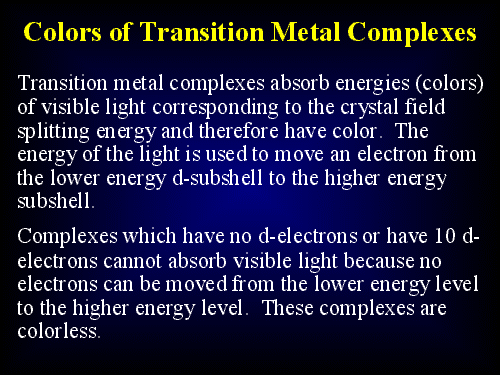 Colors of Transition Metal Complexes
Transition metal complexes absorb energies (colors)
of visible light corresponding to the crystal field
splitting energy and therefore have color.  The
energy of the light is used to move an electron from
the lower energy d-subshell to the higher energy
subshell.
Complexes which have no d-electrons or have 10 d-
electrons cannot absorb visible light because no
electrons can be moved from the lower energy level
to the higher energy level.  These complexes are
colorless.